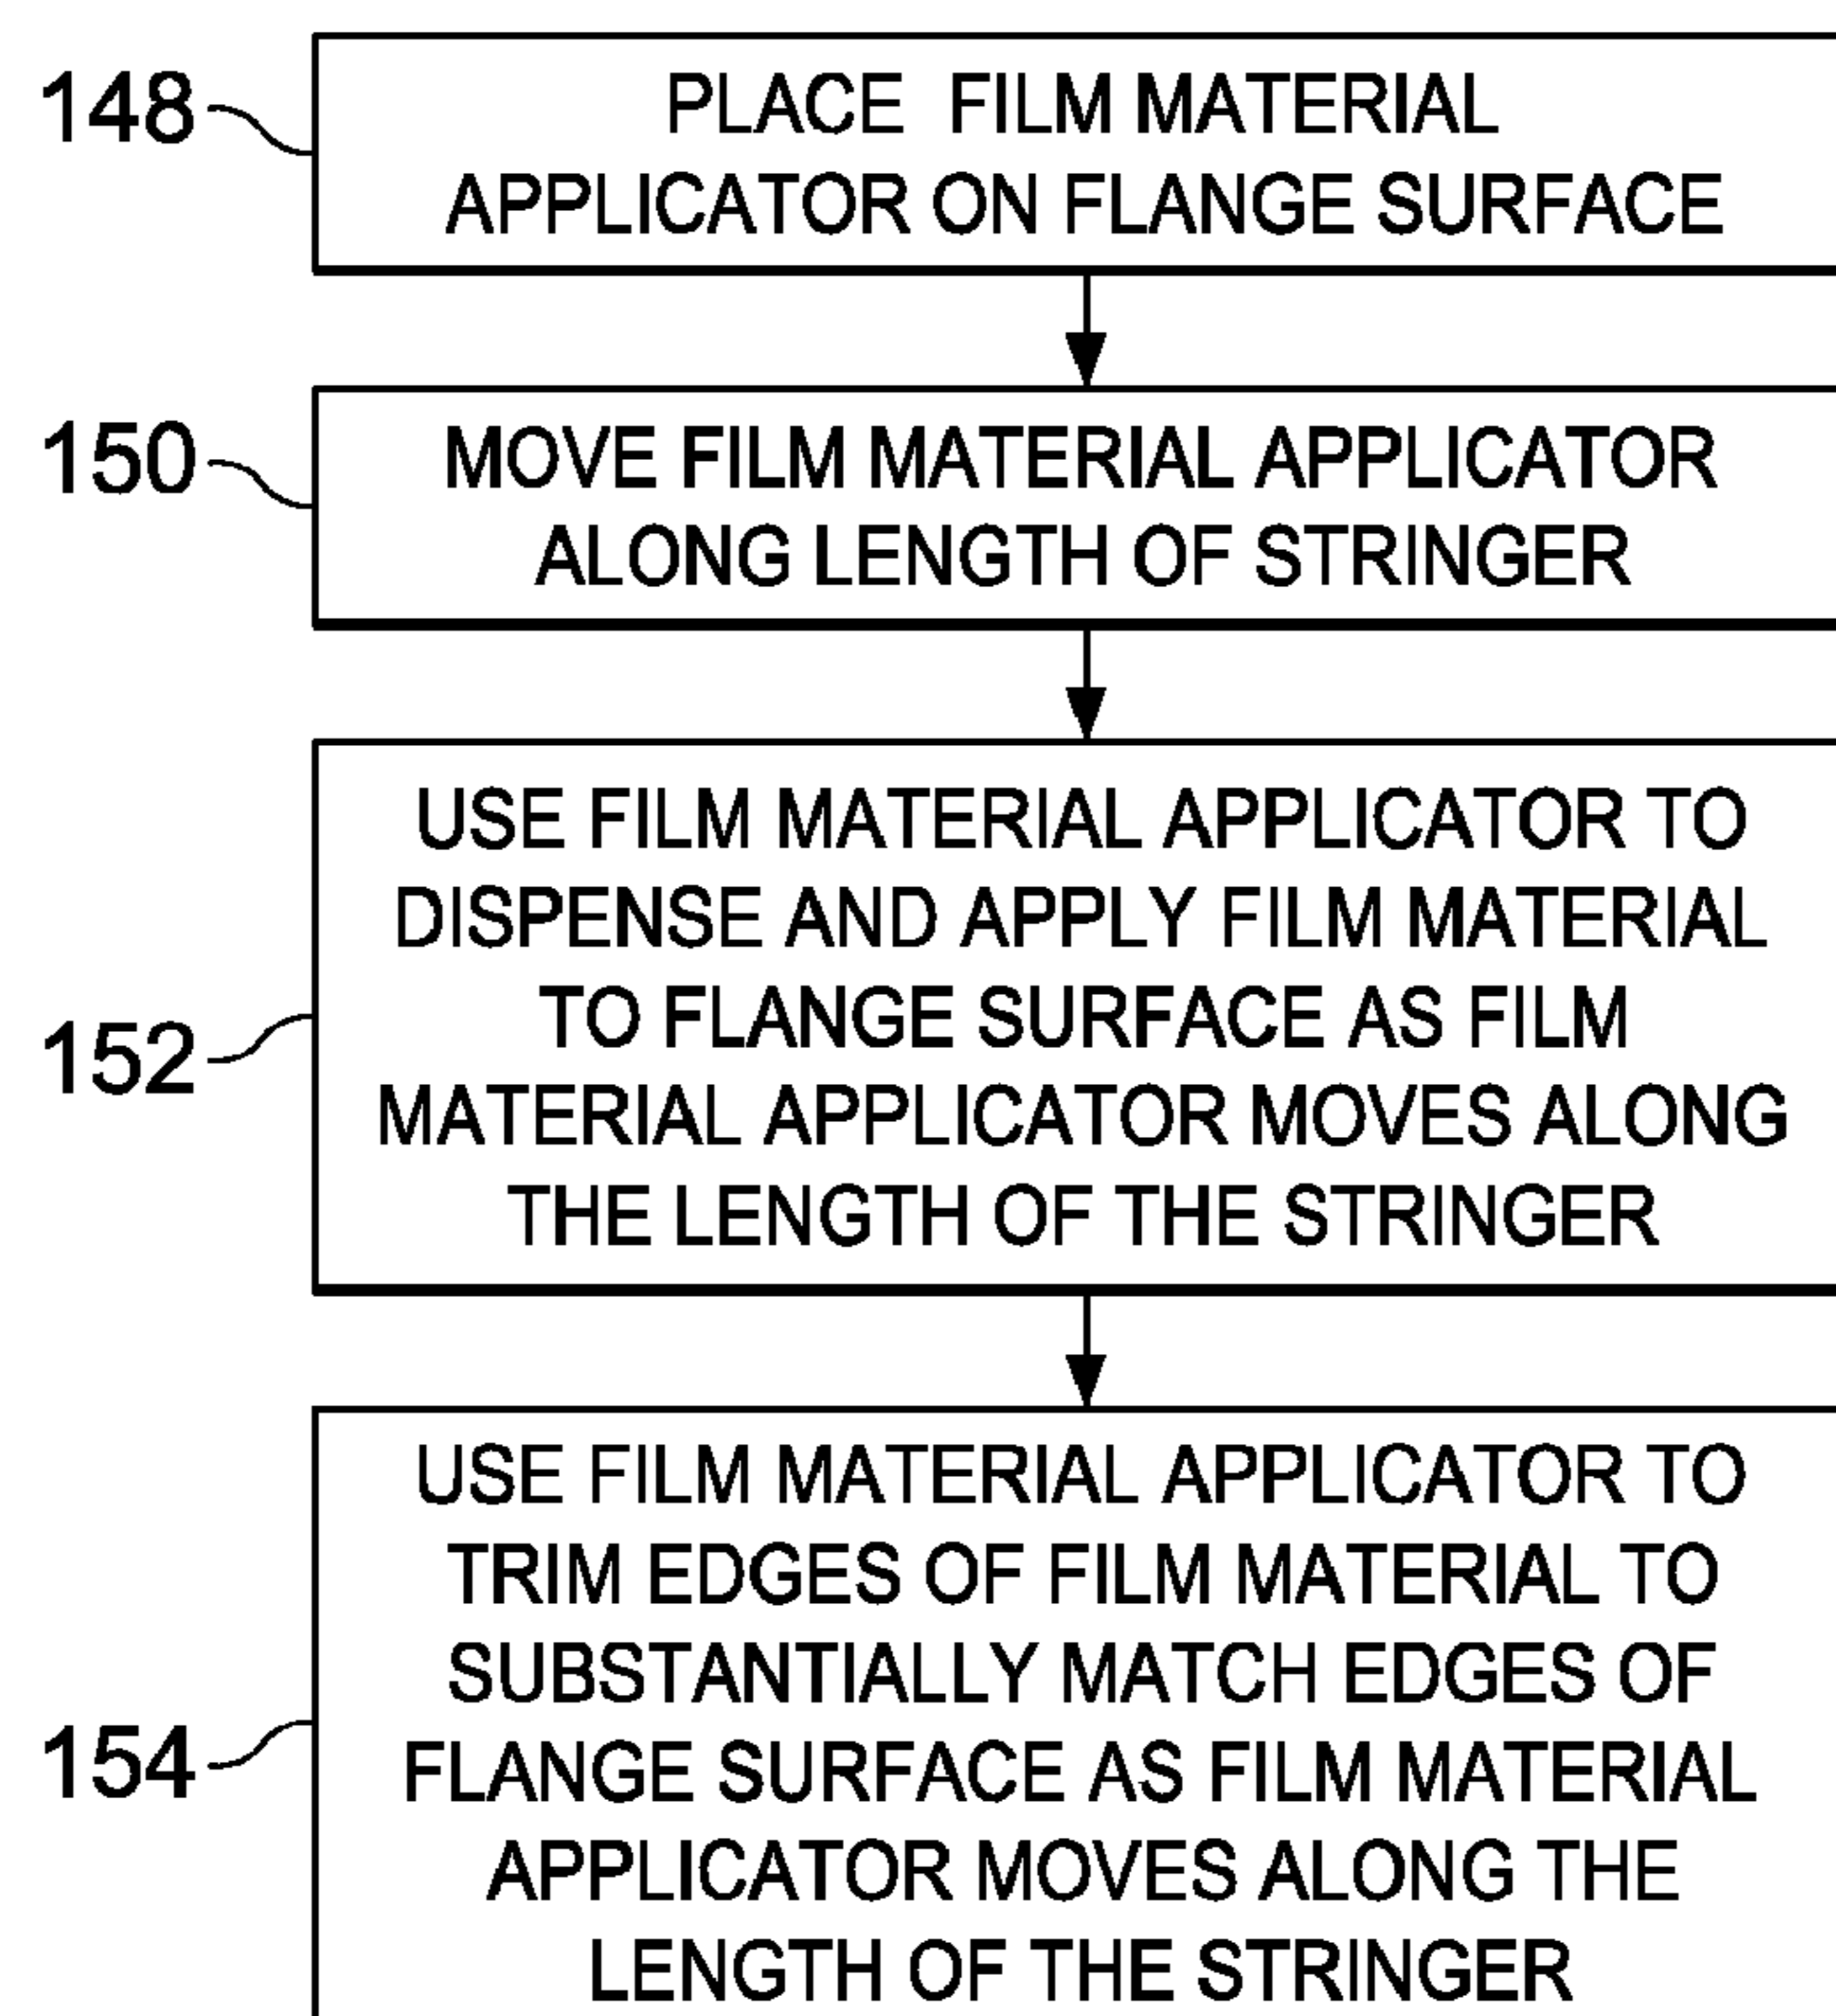 148
PLACE FILM MATERIAL
APPLICATOR ON FLANGE SURFACE
150
MOVE FILM MATERIAL APPLICATOR
ALONG LENGTH OF STRINGER
152
USE FILM MATERIAL APPLICATOR TO
DISPENSE AND APPLY FILM MATERIAL
TO FLANGE SURFACE AS FILM
MATERIAL APPLICATOR MOVES ALONG
THE LENGTH OF THE STRINGER
154
USE FILM MATERIAL APPLICATOR TO
TRIM EDGES OF FILM MATERIAL TO
SUBSTANTIALLY MATCH EDGES OF
FLANGE SURFACE AS FILM MATERIAL
APPLICATOR MOVES ALONG THE
LENGTH OF THE STRINGER